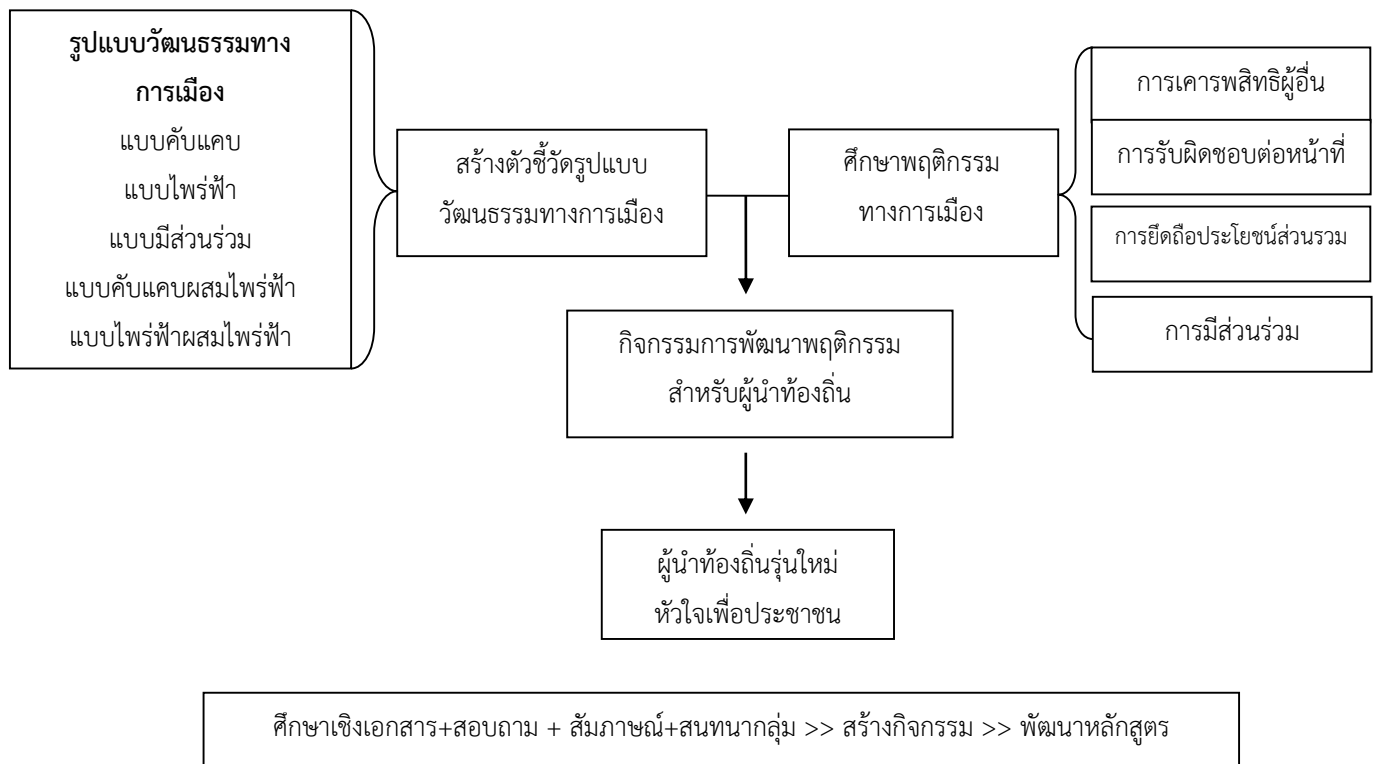 รูปแบบวัฒนธรรมทาง
การเมือง
แบบคับแคบ
แบบไพร่ฟ้า
แบบมีส่วนร่วม
แบบคับแคบผสมไพร่ฟ้า
แบบไพร่ฟ้าผสมไพร่ฟ้า
สร้างตัวชี้วัดรูปแบบ
วัฒนธรรมทางการเมือง
ศึกษาพฤติกรรม
ทางการเมือง
การเคารพสิทธิผู้อื่น
การรับผิดชอบต่อหน้าที่
การยึดถือประโยชน์ส่วนรวม
การมีส่วนร่วม
กิจกรรมการพัฒนาพฤติกรรม
สำหรับผู้นำท้องถิ่น
ผู้นำท้องถิ่นรุ่นใหม่
หัวใจเพื่อประชาชน
ศึกษาเชิงเอกสาร+สอบถาม + สัมภาษณ์+สนทนากลุ่ม >> สร้างกิจกรรม >> พัฒนาหลักสูตร